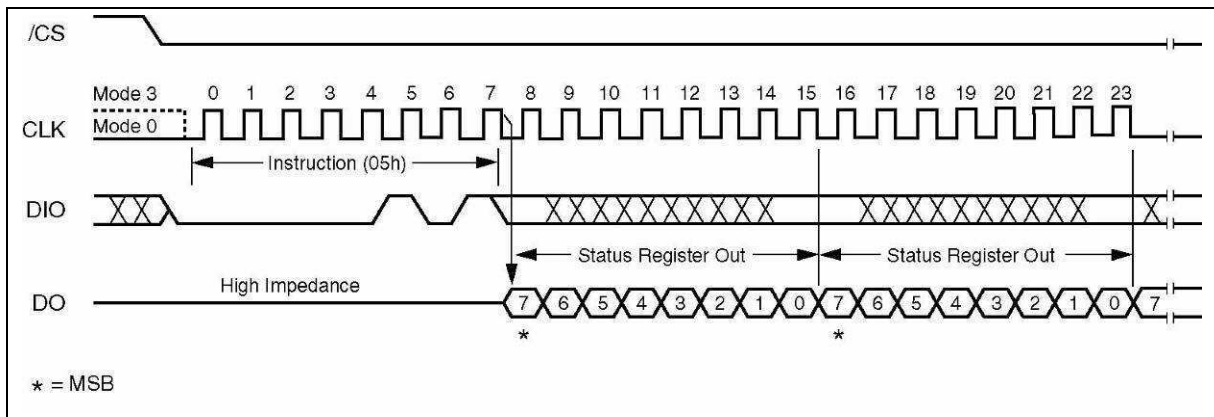 /CS
Mode 3
0 1 2 3 4 5 6 7 8 9 10 11 12 13 14 15 16 17 18 19 20 21 22 23
CLK
Mode 0
Instruction (05h)
DIO
Status Register Out
Status Register Out
High Impedance
DO
7 6 5 4 3 2 1 0 7 6 5 4 3 2 1 0 7
* *
* = MSB